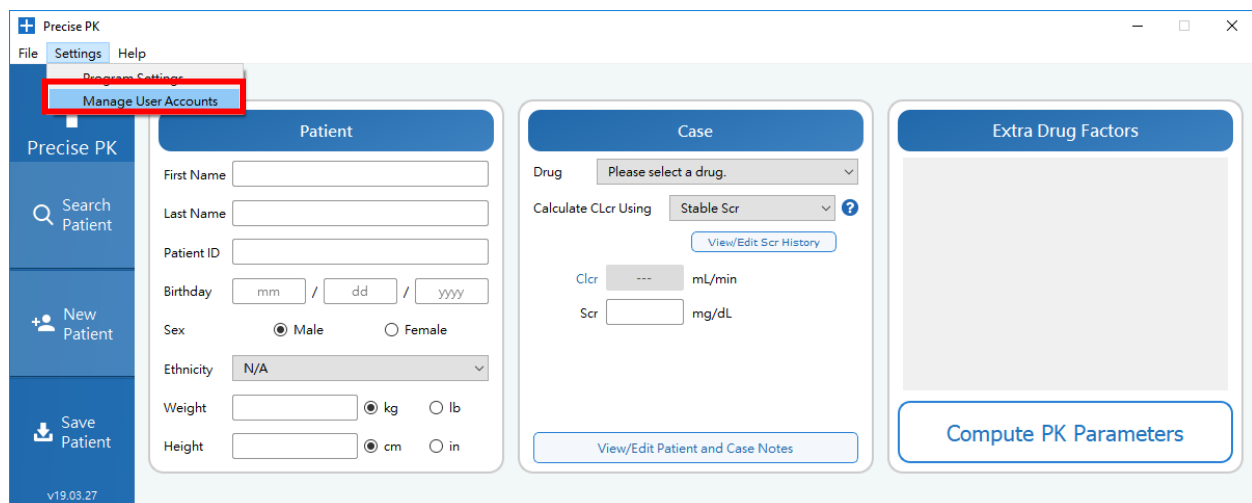 Precise PK
File Settings Help
Program Settings
Manage User Accounts
Precise PK
Search
Patient
New
Patient
Save
Patient
v19.03.27
Patient
First Name
Last Name
Patient ID
Birthday mm / dd / yyyy
Sex Male Female
Ethnicity N/A
Weight kg lb
Height cm in
Case
Drug Please select a drug.
Calculate CLcr Using Stable Scr ?
View/Edit Scr History
Clcr --- mL/min
Scr mg/dL
View/Edit Patient and Case Notes
Extra Drug Factors
Compute PK Parameters